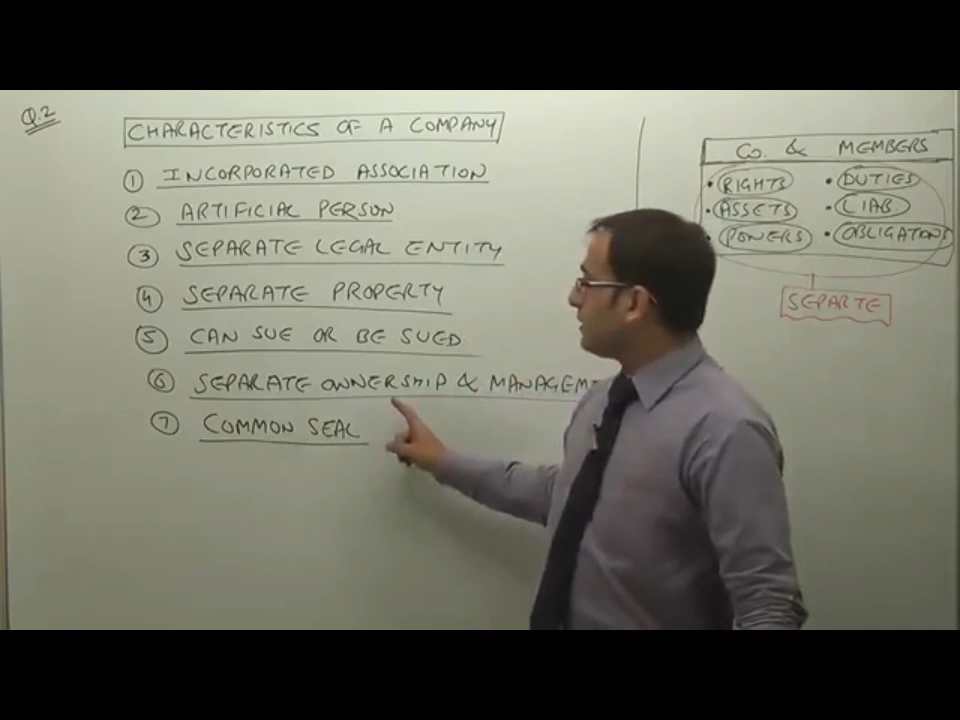 Q.2
CHARACTERISTICS OF A COMPANY
1 INCORPORATED ASSOCIATION
2 ARTIFICIAL PERSON
3 SEPARATE LEGAL ENTITY
4 SEPARATE PROPERTY
5 CAN SUE OR BE SUED
6 SEPARATE OWNERSHIP & MANAGEM
7 COMMON SEAL
CO. & MEMBERS
• RIGHTS • DUTIES
• ASSETS • LIAB.
• POWERS • OBLIGATIONS
SEPARTE